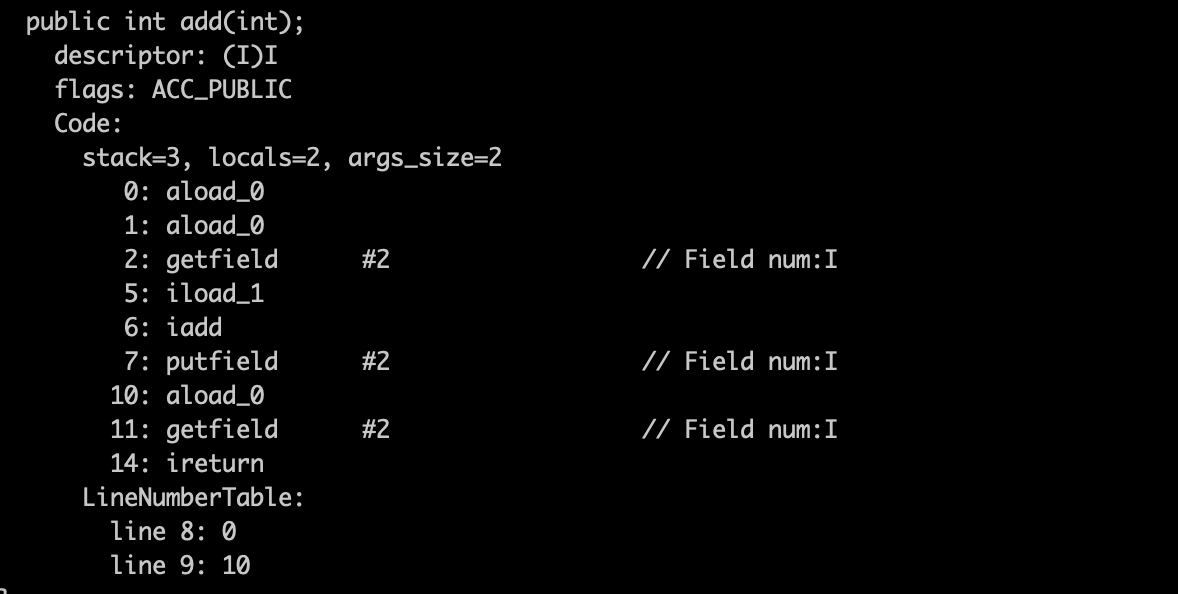 public int add(int);
descriptor: (I)I
flags: ACC_PUBLIC
Code:
stack=3, locals=2, args_size=2
0: aload_0
1: aload_0
2: getfield #2 // Field num:I
5: iload_1
6: iadd
7: putfield #2 // Field num:I
10: aload_0
11: getfield #2 // Field num:I
14: ireturn
LineNumberTable:
line 8: 0
line 9: 10